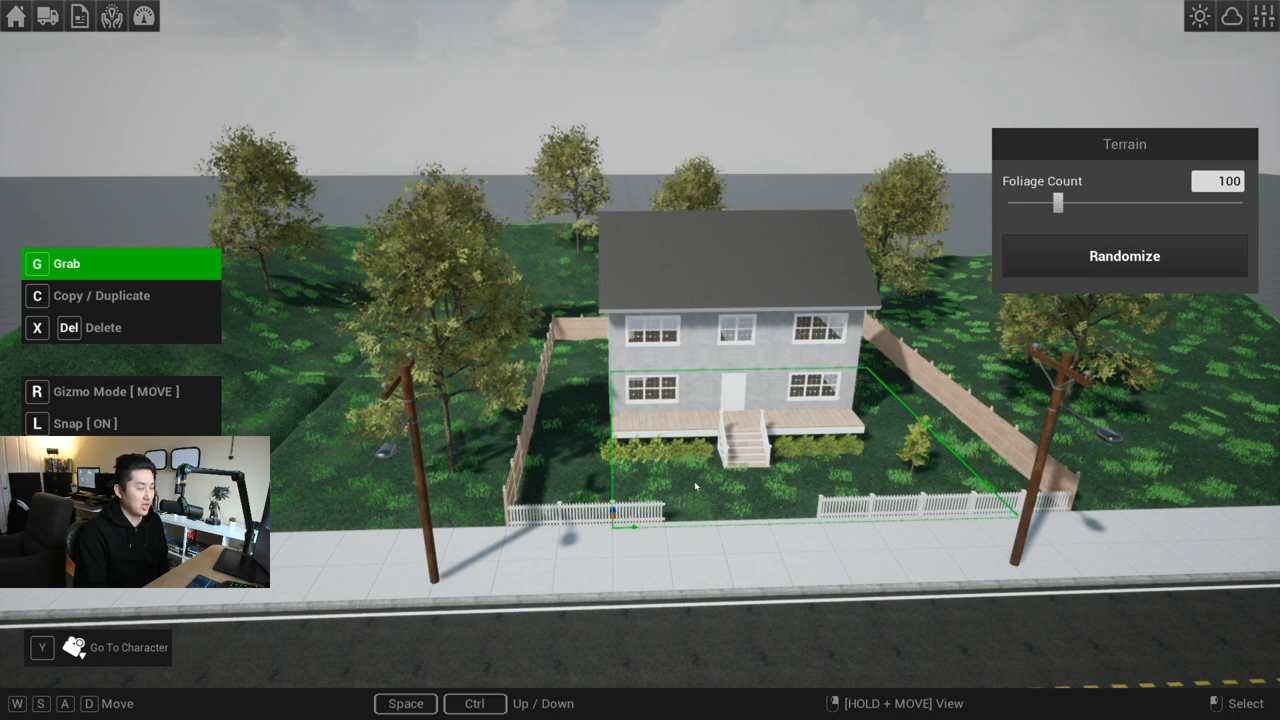 Terrain
Foliage Count 100
Randomize
G Grab
C Copy / Duplicate
X Del Delete
R Gizmo Mode [ MOVE ]
L Snap [ ON ]
Y Go To Character
W S A D Move
Space Ctrl Up / Down
[HOLD + MOVE] View
Select